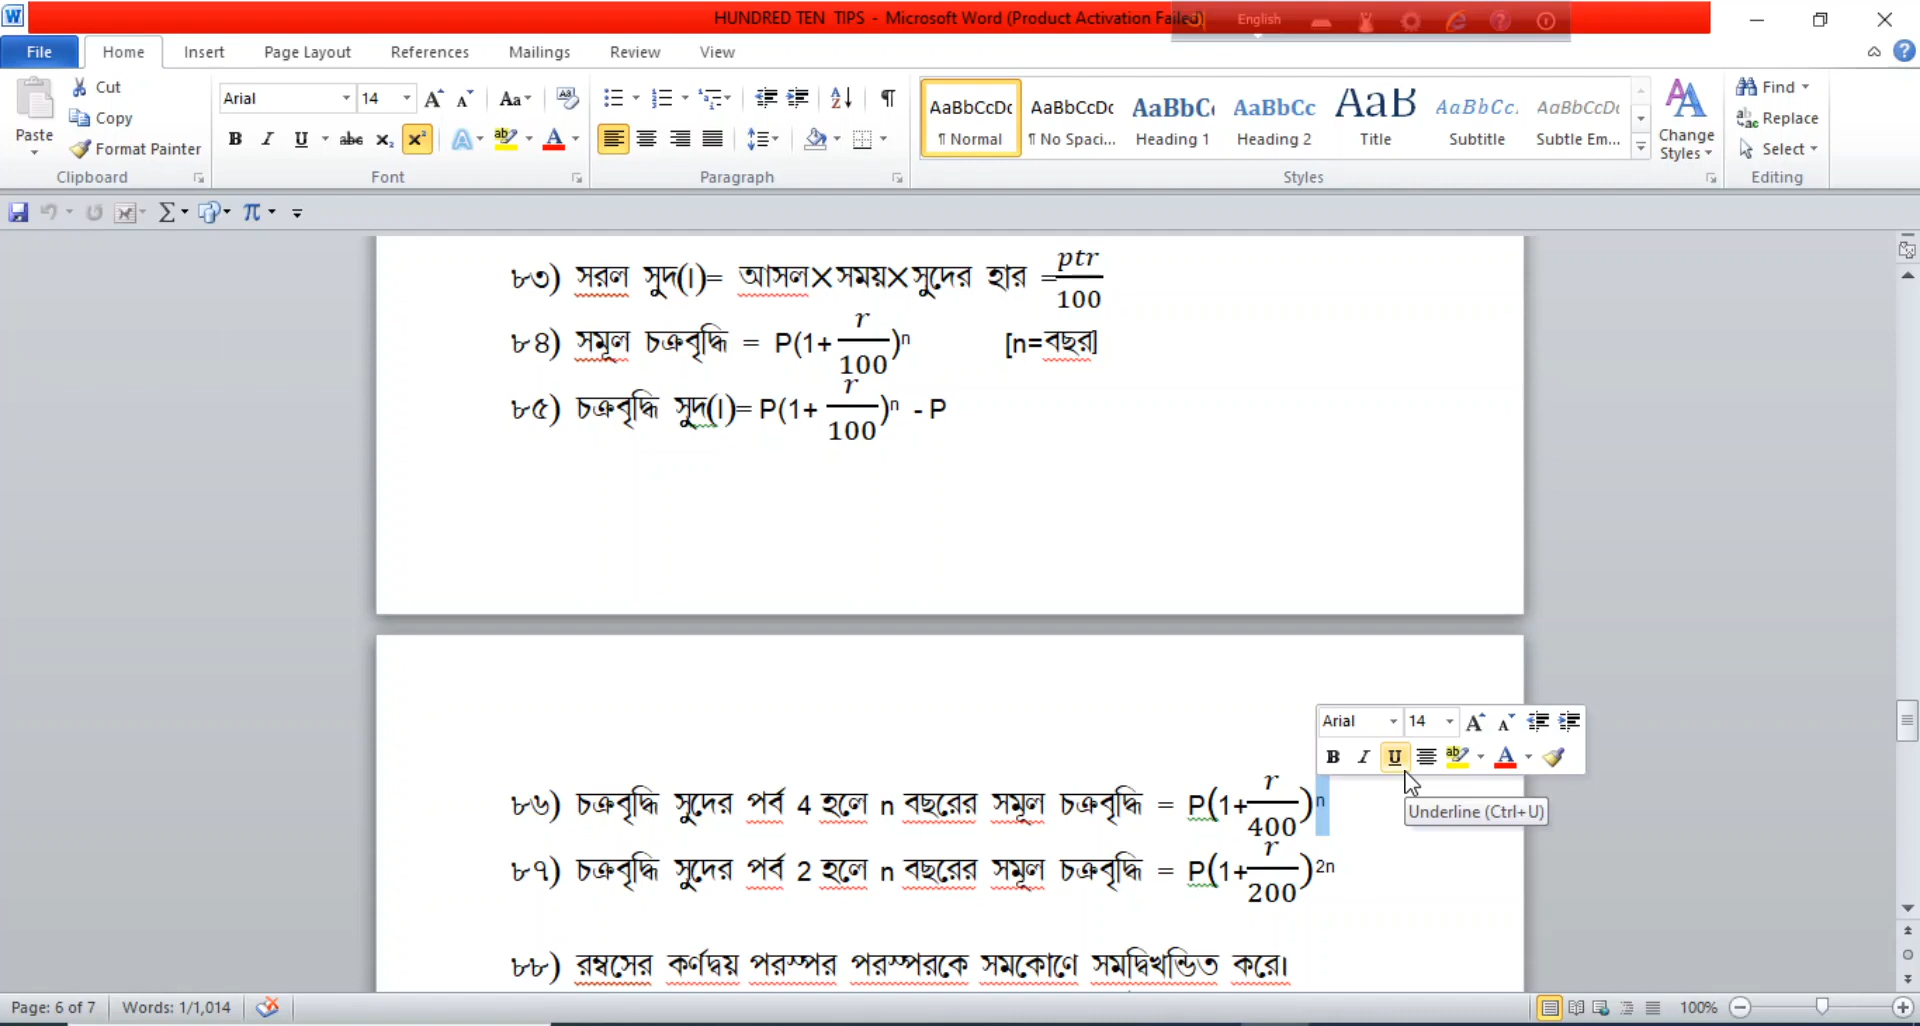 HUNDRED TEN TIPS - Microsoft Word (Product Activation Failed)
English
File Home Insert Page Layout References Mailings Review View
Paste Cut Copy Format Painter
Clipboard
Arial 14
Font
Paragraph
AaBbCcDc AaBbCcDc AaBbC AaBbCc AaB AaBbCc. AaBbCcDc
¶ Normal ¶ No Spaci... Heading 1 Heading 2 Title Subtitle Subtle Em...
Change Styles
Styles
Find
Replace
Select
Editing
৮৩) সরল সুদ(I)= আসল×সময়×সুদের হার =ptr/100
৮৪) সমূল চক্রবৃদ্ধি = P(1+r/100)ⁿ [n=বছর]
৮৫) চক্রবৃদ্ধি সুদ(I)= P(1+r/100)ⁿ - P
Arial 14
Underline (Ctrl+U)
৮৬) চক্রবৃদ্ধি সুদের পর্ব 4 হলে n বছরের সমূল চক্রবৃদ্ধি = P(1+r/400)ⁿ
৮৭) চক্রবৃদ্ধি সুদের পর্ব 2 হলে n বছরের সমূল চক্রবৃদ্ধি = P(1+r/200)²ⁿ
৮৮) রম্বসের কর্ণদ্বয় পরস্পর পরস্পরকে সমকোণে সমদ্বিখন্ডিত করে।
Page: 6 of 7 Words: 1/1,014 100%